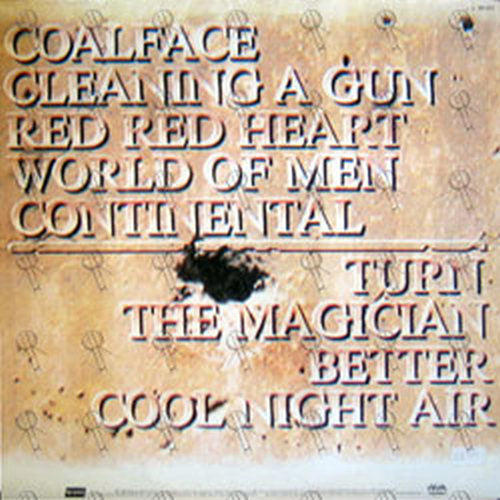 COALFACE
CLEANING A GUN
RED RED HEART
WORLD OF MEN
CONTINENTAL
TURN
THE MAGICIAN
BETTER
COOL NIGHT AIR